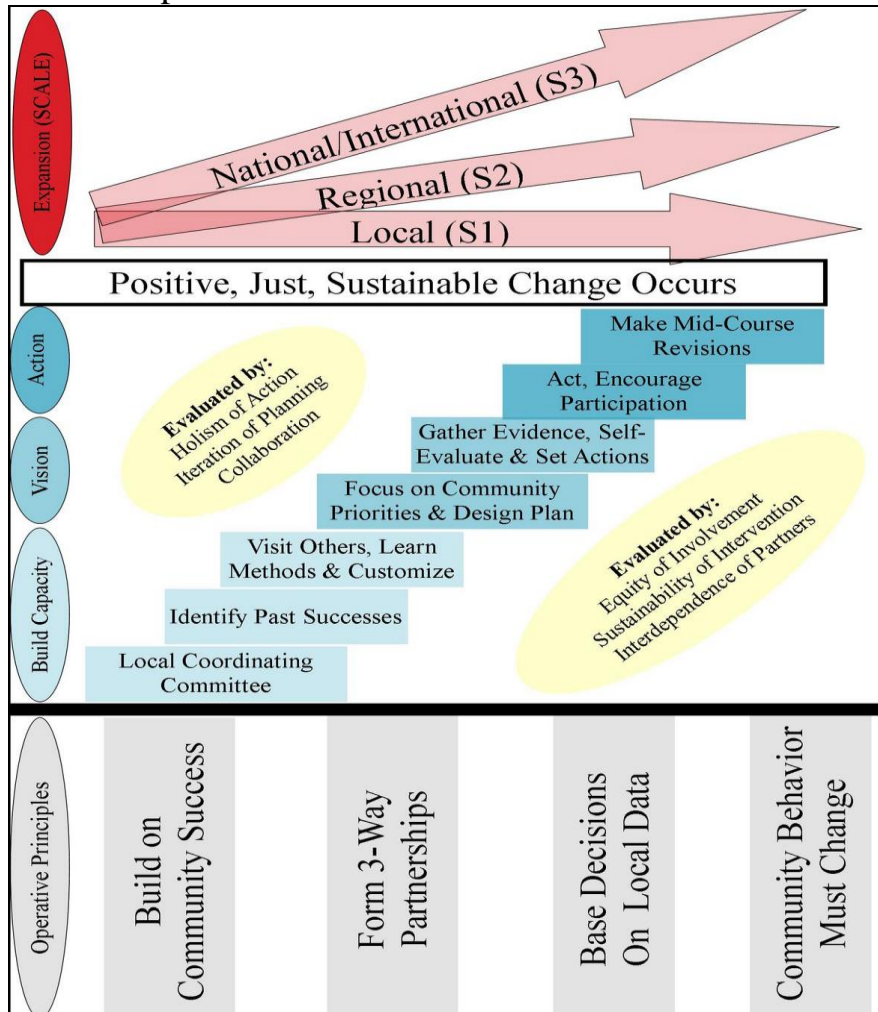 Expansion (SCALE)
National/International (S3)
Regional (S2)
Local (S1)
Positive, Just, Sustainable Change Occurs
Action
Make Mid-Course
Revisions
Act, Encourage
Participation
Evaluated by:
Holism of Action
Iteration of Planning
Collaboration
Vision
Gather Evidence, Self-
Evaluate & Set Actions
Focus on Community
Priorities & Design Plan
Evaluated by:
Equity of Involvement
Sustainability of Intervention
Interdependence of Partners
Build Capacity
Visit Others, Learn
Methods & Customize
Identify Past Successes
Local Coordinating
Committee
Operative Principles
Build on
Community Success
Form 3-Way
Partnerships
Base Decisions
On Local Data
Community Behavior
Must Change